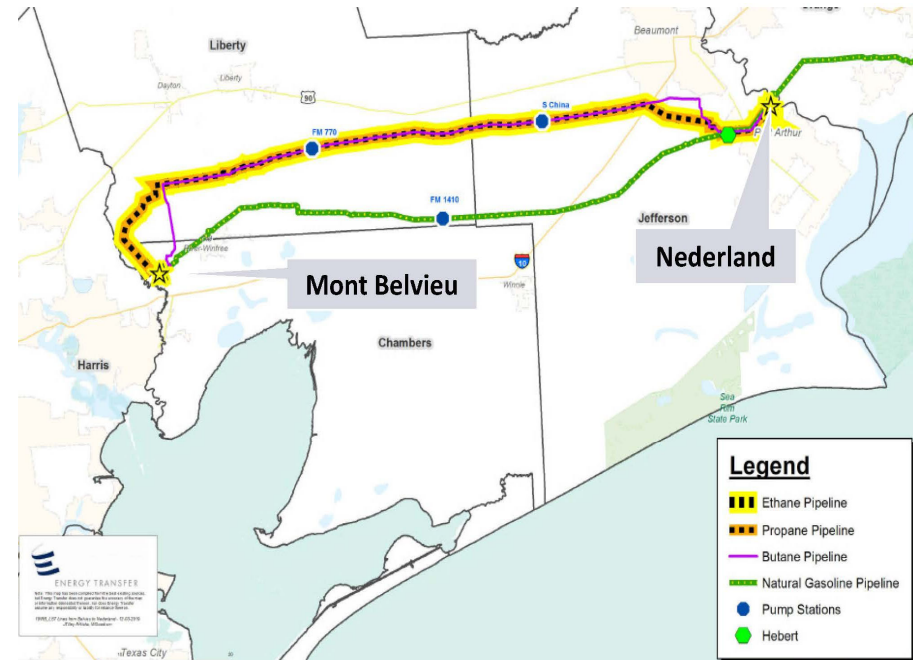 Liberty
Beaumont
Dayton
Liberty
90
S China
FM 770
Arthur
FM 1410
Jefferson
Nederland
Mont Belvieu
10
Winnie
Chambers
Harris
Sea
Rim
State Park
Legend
Ethane Pipeline
Propane Pipeline
Butane Pipeline
Natural Gasoline Pipeline
Pump Stations
Hebert
ENERGY TRANSFER
Texas City